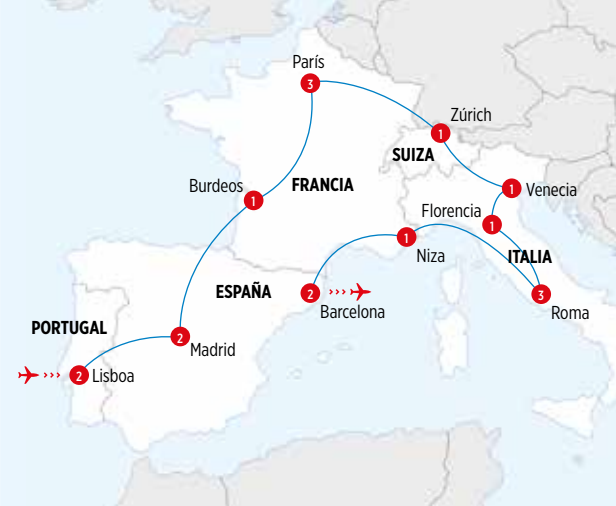 París
3
Zúrich
1
SUIZA
Burdeos
1
FRANCIA
1
Venecia
Florencia
1
1
Niza
ITALIA
ESPAÑA
2
Barcelona
3
Roma
PORTUGAL
2
Madrid
2
Lisboa